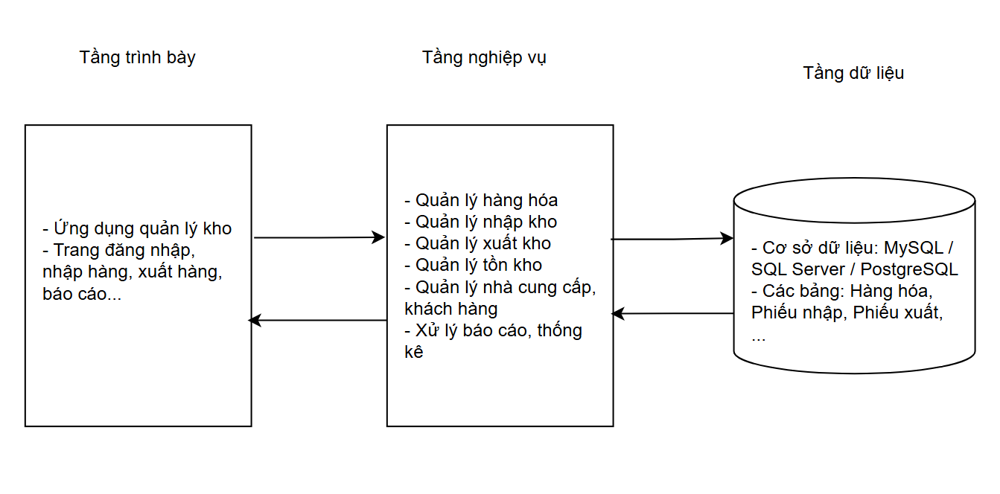 Tầng trình bày
Tầng nghiệp vụ
Tầng dữ liệu
- Ứng dụng quản lý kho
- Trang đăng nhập,
nhập hàng, xuất hàng,
báo cáo...
- Quản lý hàng hóa
- Quản lý nhập kho
- Quản lý xuất kho
- Quản lý tồn kho
- Quản lý nhà cung cấp,
khách hàng
- Xử lý báo cáo, thống
kê
- Cơ sở dữ liệu: MySQL /
SQL Server / PostgreSQL
- Các bảng: Hàng hóa,
Phiếu nhập, Phiếu xuất,
...